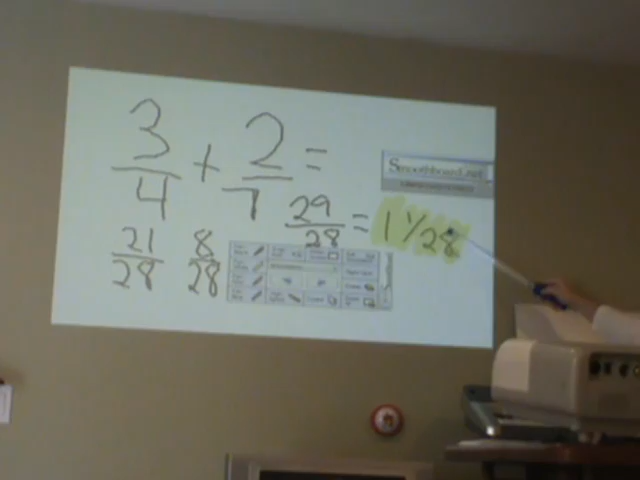 3/4 + 2/7 =
Smoothboard.net
29/28 = 1 1/28
21/28 8/28